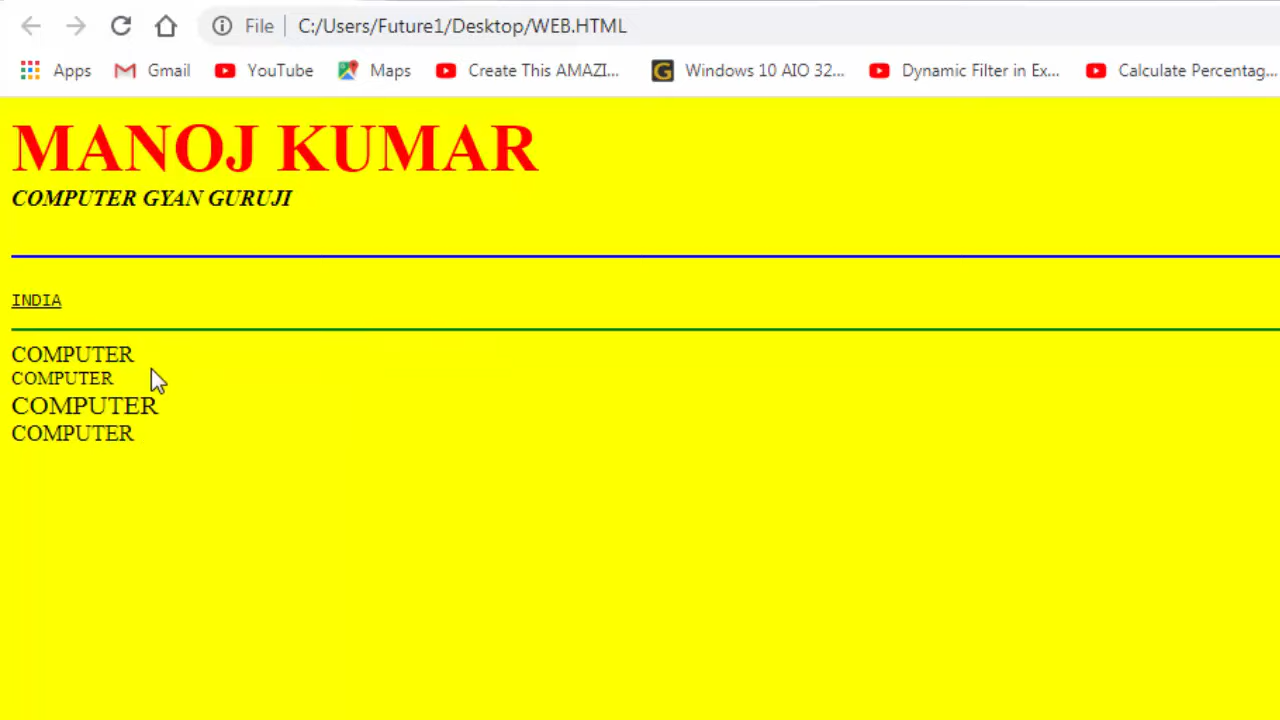 File C:/Users/Future1/Desktop/WEB.HTML
Apps Gmail YouTube Maps Create This AMAZI... Windows 10 AIO 32... Dynamic Filter in Ex... Calculate Percentag...
MANOJ KUMAR
COMPUTER GYAN GURUJI
INDIA
COMPUTER
COMPUTER
COMPUTER
COMPUTER